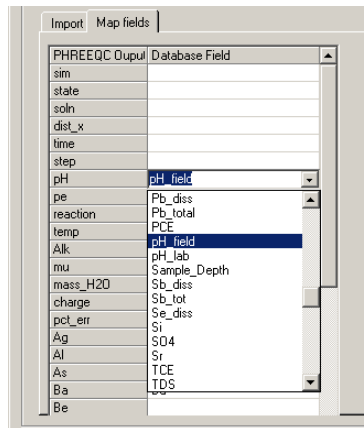 Import Map fields
PHREEQC Ouput Database Field
sim
state
soln
dist_x
time
step
pH pH_field
pe Pb_diss
Pb_total
reaction PCE
temp pH_field
Alk pH_lab
mu Sample_Depth
mass_H2O Sb_diss
charge Sb_tot
pct_err Se_diss
Si
Ag SO4
Al Sr
As TCE
Ba TDS
Be